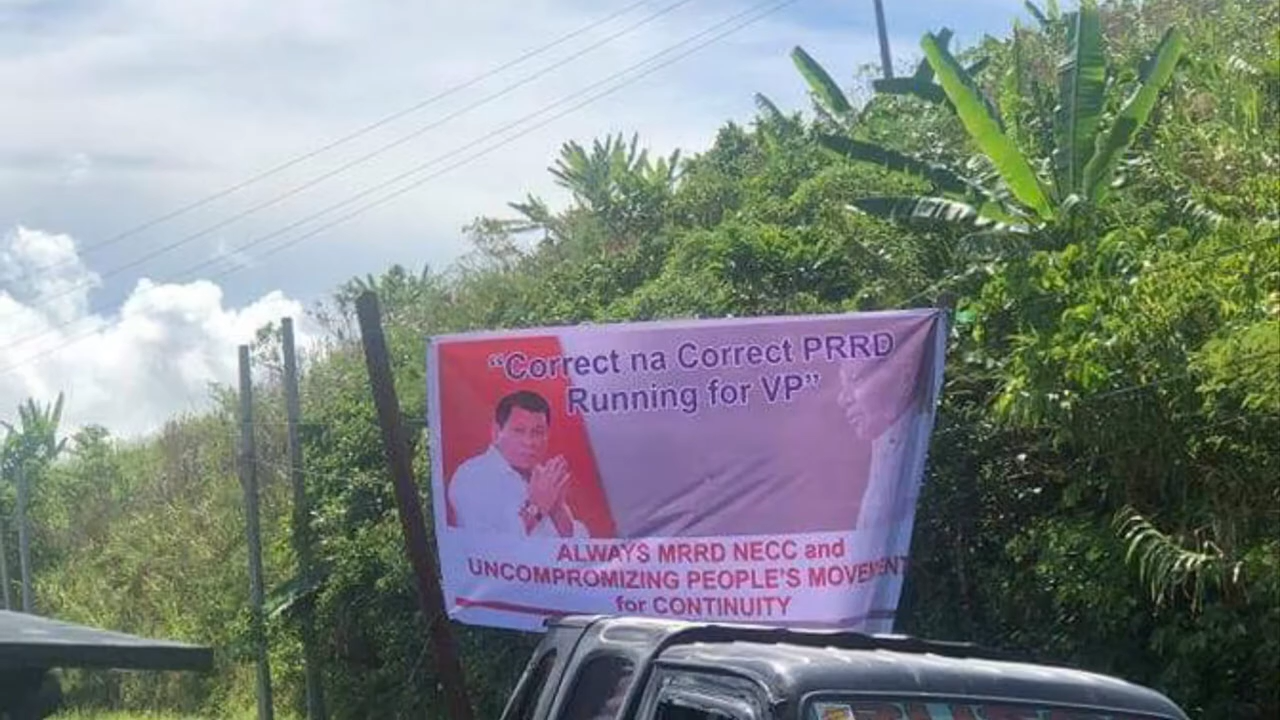 “Correct na Correct PRRD
Running for VP”
ALWAYS MRRD NECC and
UNCOMPROMIZING PEOPLE'S MOVEMENT
for CONTINUITY